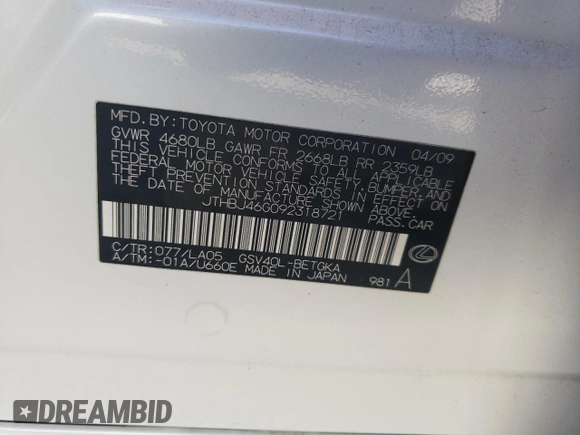 MFD.BY:TOYOTA MOTOR CORPORATION 04/09
GVWR 4680LB GAWR FR 2668LB RR 2359LB
THIS VEHICLE CONFORMS TO ALL APPLICABLE
FEDERAL MOTOR VEHICLE SAFETY, BUMPER, AND
THEFT PREVENTION STANDARDS IN EFFECT ON
THE DATE OF MANUFACTURE SHOWN ABOVE.
JTHBJ46G0923T8721 PASS.CAR
C/TR:077/LA05 GSV40L-BETGKA
A/TM:-01A/U660E MADE IN JAPAN 981 A
DREAMBID